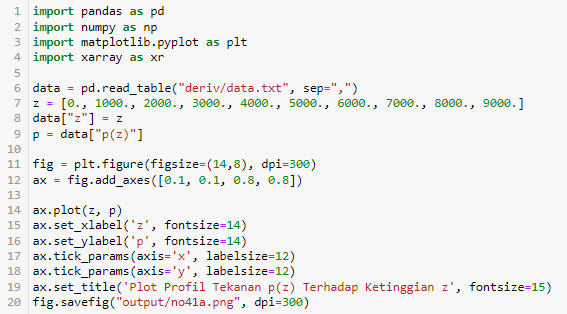 1 import pandas as pd
2 import numpy as np
3 import matplotlib.pyplot as plt
4 import xarray as xr
5
6 data = pd.read_table("deriv/data.txt", sep=",")
7 z = [0., 1000., 2000., 3000., 4000., 5000., 6000., 7000., 8000., 9000.]
8 data["z"] = z
9 p = data["p(z)"]
10
11 fig = plt.figure(figsize=(14,8), dpi=300)
12 ax = fig.add_axes([0.1, 0.1, 0.8, 0.8])
13
14 ax.plot(z, p)
15 ax.set_xlabel('z', fontsize=14)
16 ax.set_ylabel('p', fontsize=14)
17 ax.tick_params(axis='x', labelsize=12)
18 ax.tick_params(axis='y', labelsize=12)
19 ax.set_title('Plot Profil Tekanan p(z) Terhadap Ketinggian z', fontsize=15)
20 fig.savefig("output/no41a.png", dpi=300)